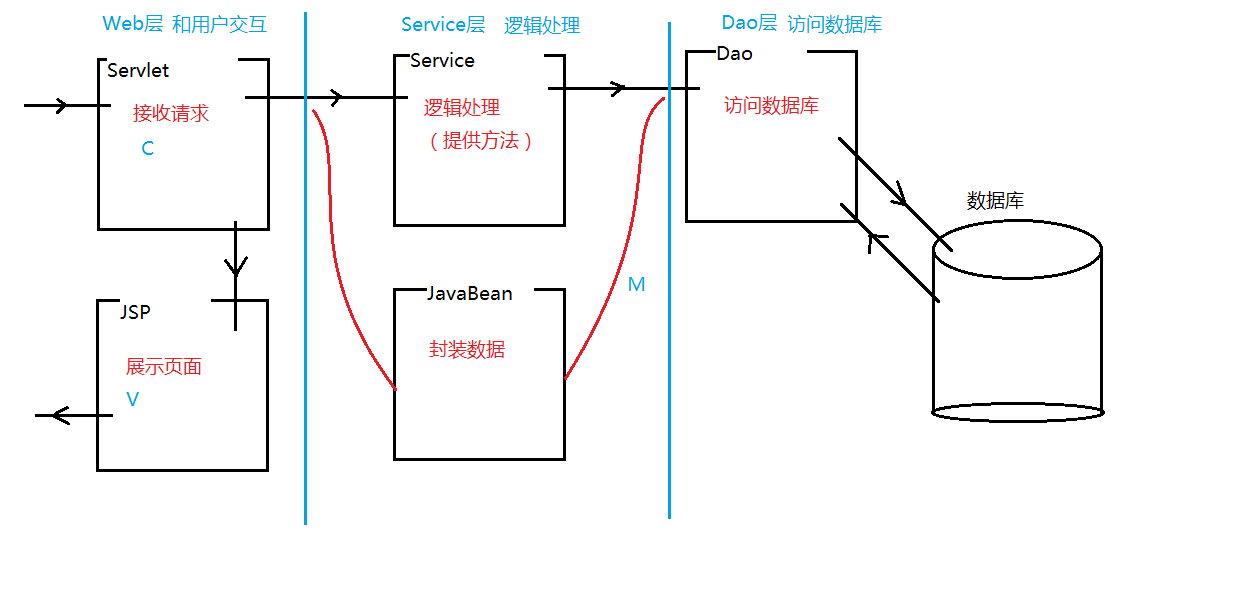 Web层 和用户交互
Service层 逻辑处理
Dao层 访问数据库
Servlet
接收请求
C
Service
逻辑处理
（提供方法）
Dao
访问数据库
数据库
JSP
展示页面
V
JavaBean
封装数据
M